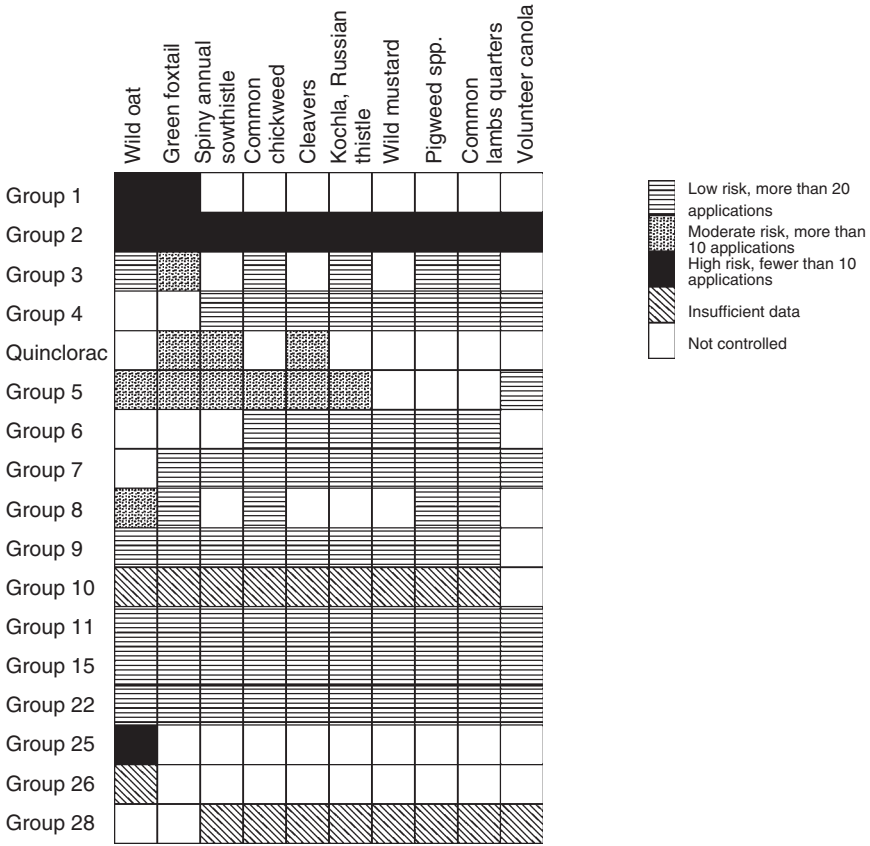 Wild oat
Green foxtail
Spiny annual
sowthistle
Common
chickweed
Cleavers
Kochla, Russian
thistle
Wild mustard
Pigweed spp.
Common
lambs quarters
Volunteer canola
Group 1
Group 2
Group 3
Group 4
Quinclorac
Group 5
Group 6
Group 7
Group 8
Group 9
Group 10
Group 11
Group 15
Group 22
Group 25
Group 26
Group 28
Low risk, more than 20
applications
Moderate risk, more than
10 applications
High risk, fewer than 10
applications
Insufficient data
Not controlled